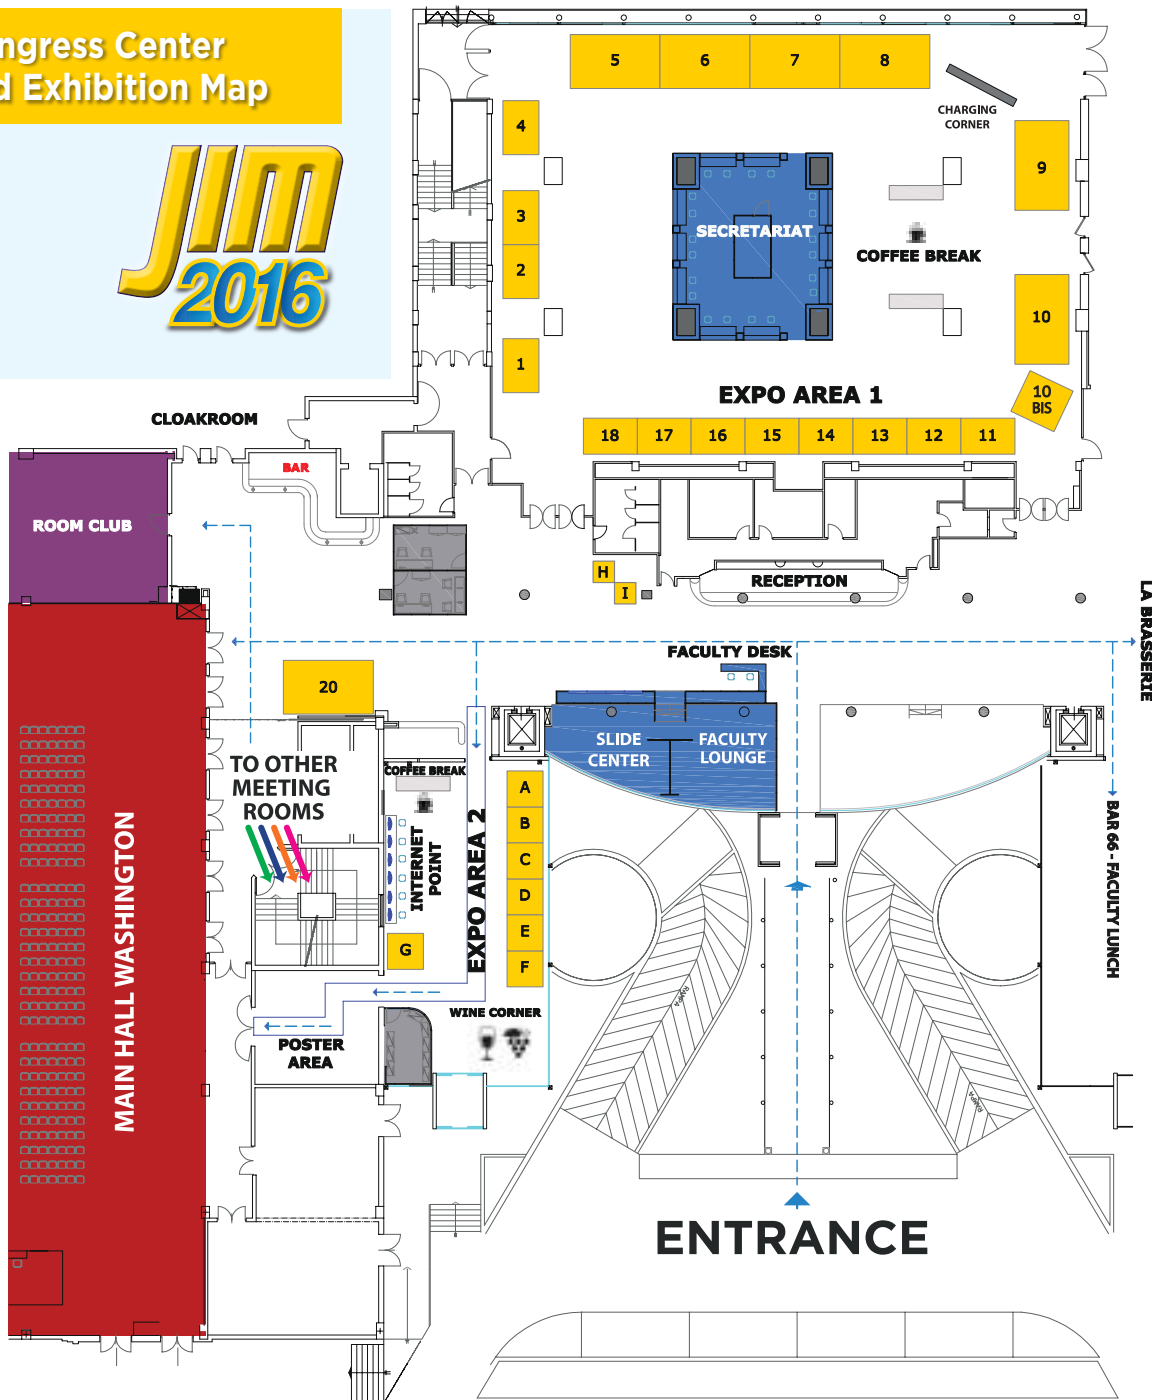 ngress Center
d Exhibition Map
JIM
2016
5
6
7
8
CHARGING
CORNER
4
9
3
SECRETARIAT
2
COFFEE BREAK
10
1
10
BIS
EXPO AREA 1
18
17
16
15
14
13
12
11
CLOAKROOM
BAR
ROOM CLUB
H
I
RECEPTION
LA BRASSERIE
FACULTY DESK
20
SLIDE
CENTER
FACULTY
LOUNGE
TO OTHER
MEETING
ROOMS
COFFEE BREAK
A
B
C
D
E
F
INTERNET
POINT
EXPO AREA 2
G
BAR 66 - FACULTY LUNCH
MAIN HALL WASHINGTON
RAMPA
RAMPA
WINE CORNER
POSTER
AREA
ENTRANCE